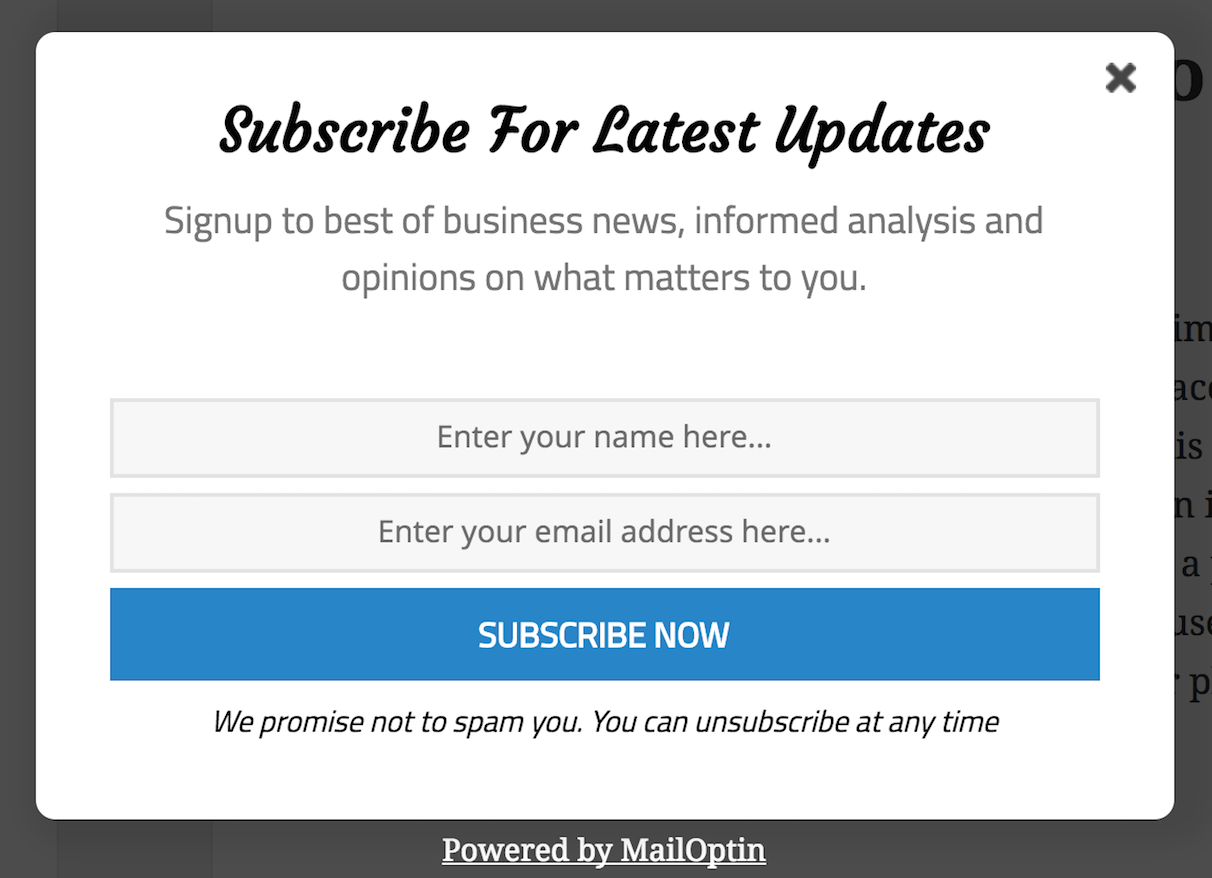 Subscribe For Latest Updates
Signup to best of business news, informed analysis and
opinions on what matters to you.
Enter your name here...
Enter your email address here...
SUBSCRIBE NOW
We promise not to spam you. You can unsubscribe at any time
Powered by MailOptin